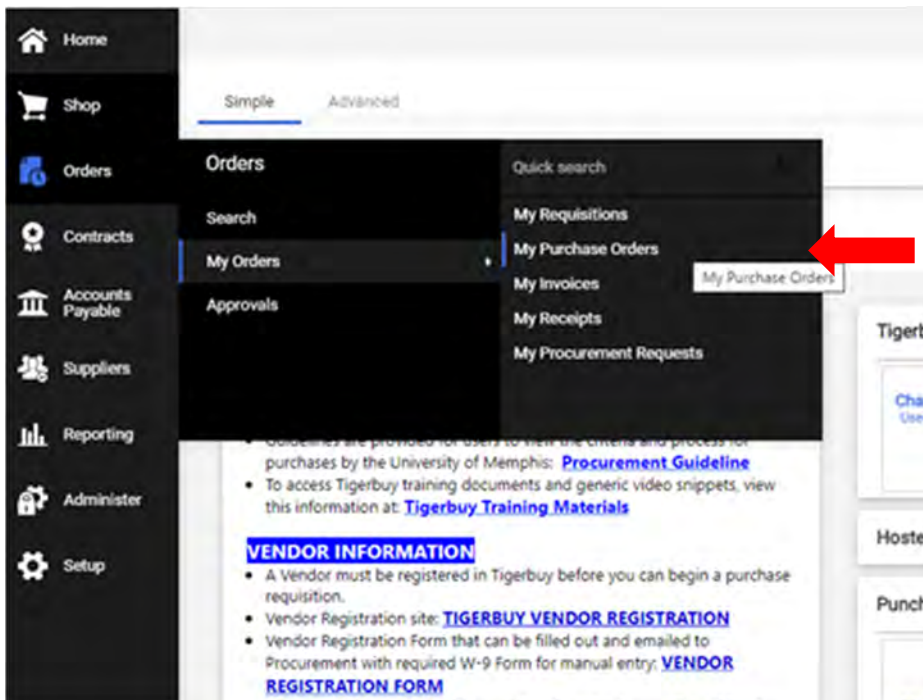 Home
Shop
Orders
Contracts
Accounts
Payable
Suppliers
Reporting
Administer
Setup
Simple
Advanced
Orders
Search
My Orders
Approvals
Quick search
My Requisitions
My Purchase Orders
My Invoices
My Receipts
My Procurement Requests
My Purchase Orders
Guidelines are provided for users to view the criteria and process for
purchases by the University of Memphis: Procurement Guideline
• To access Tigerbuy training documents and generic video snippets, view
this information at: Tigerbuy Training Materials
VENDOR INFORMATION
• A Vendor must be registered in Tigerbuy before you can begin a purchase
requisition.
• Vendor Registration site: TIGERBUY VENDOR REGISTRATION
• Vendor Registration Form that can be filled out and emailed to
Procurement with required W-9 Form for manual entry: VENDOR
REGISTRATION FORM
Tigerb
Cha
Use
Hoste
Punch